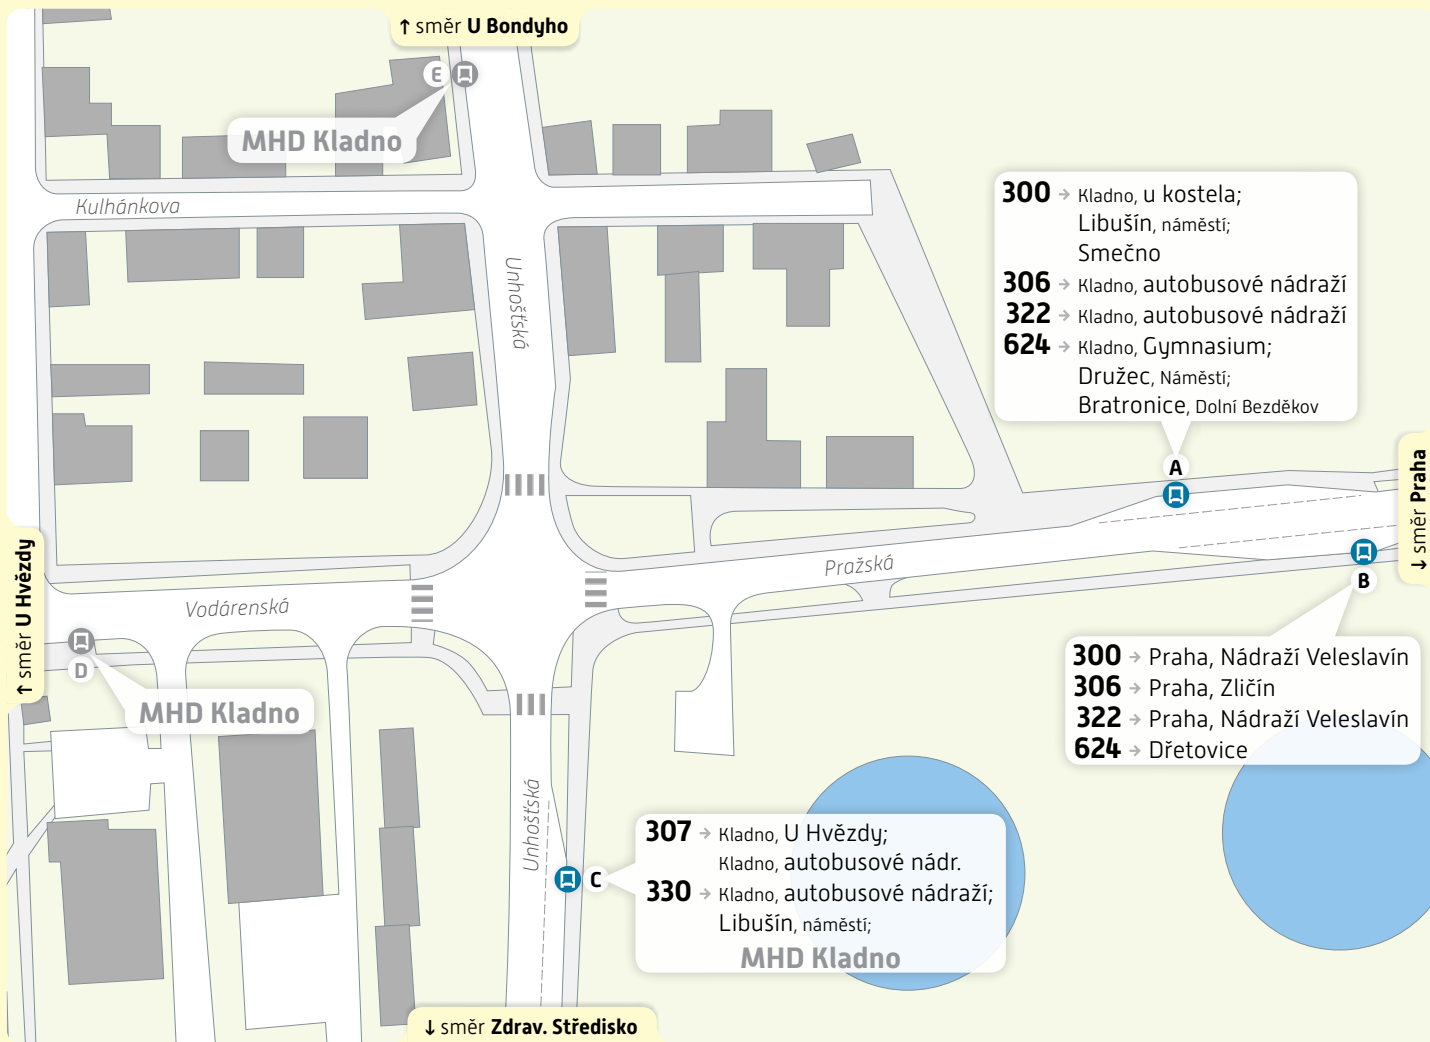 ↑ směr U Bondyho
E
MHD Kladno
Kulhánkova
Unhošťská
300 → Kladno, u kostela;
Libušín, náměstí;
Smečno
306 → Kladno, autobusové nádraží
322 → Kladno, autobusové nádraží
624 → Kladno, Gymnasium;
Družec, Náměstí;
Bratronice, Dolní Bezděkov
A
↓ směr Praha
Pražská
B
↑ směr U Hvězdy
Vodárenská
D
MHD Kladno
300 → Praha, Nádraží Veleslavín
306 → Praha, Zličín
322 → Praha, Nádraží Veleslavín
624 → Dřetovice
Unhošťská
C
307 → Kladno, U Hvězdy;
Kladno, autobusové nádr.
330 → Kladno, autobusové nádraží;
Libušín, náměstí;
MHD Kladno
↓ směr Zdrav. Středisko